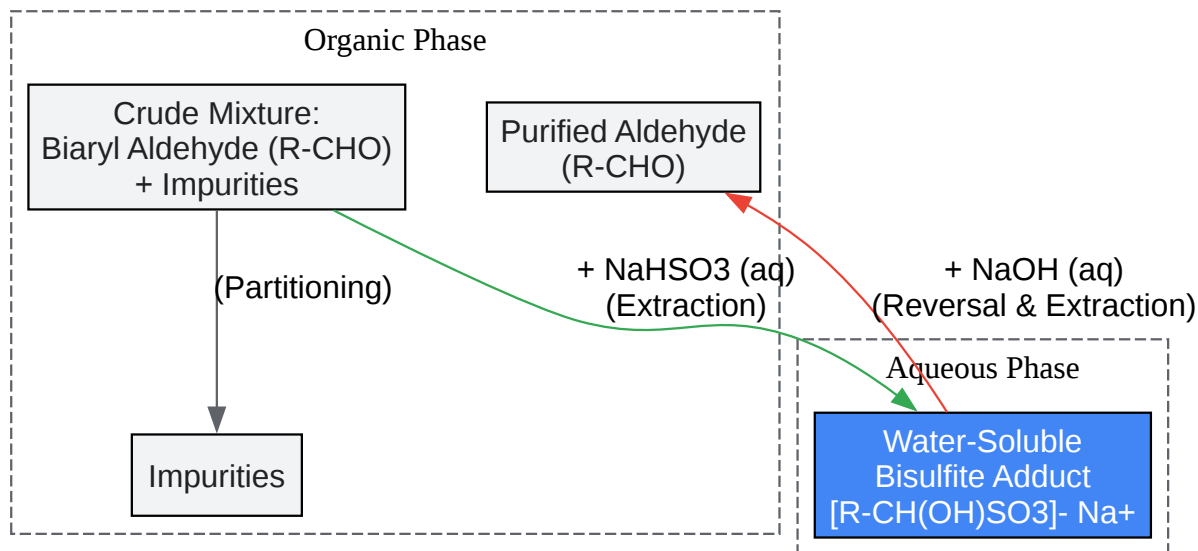 Organic Phase
Crude Mixture:
Biaryl Aldehyde (R-CHO)
+ Impurities
Purified Aldehyde
(R-CHO)
(Partitioning)
+ NaHSO3 (aq)
(Extraction)
+ NaOH (aq)
(Reversal & Extraction)
Aqueous Phase
Impurities
Water-Soluble
Bisulfite Adduct
[R-CH(OH)SO3]- Na+